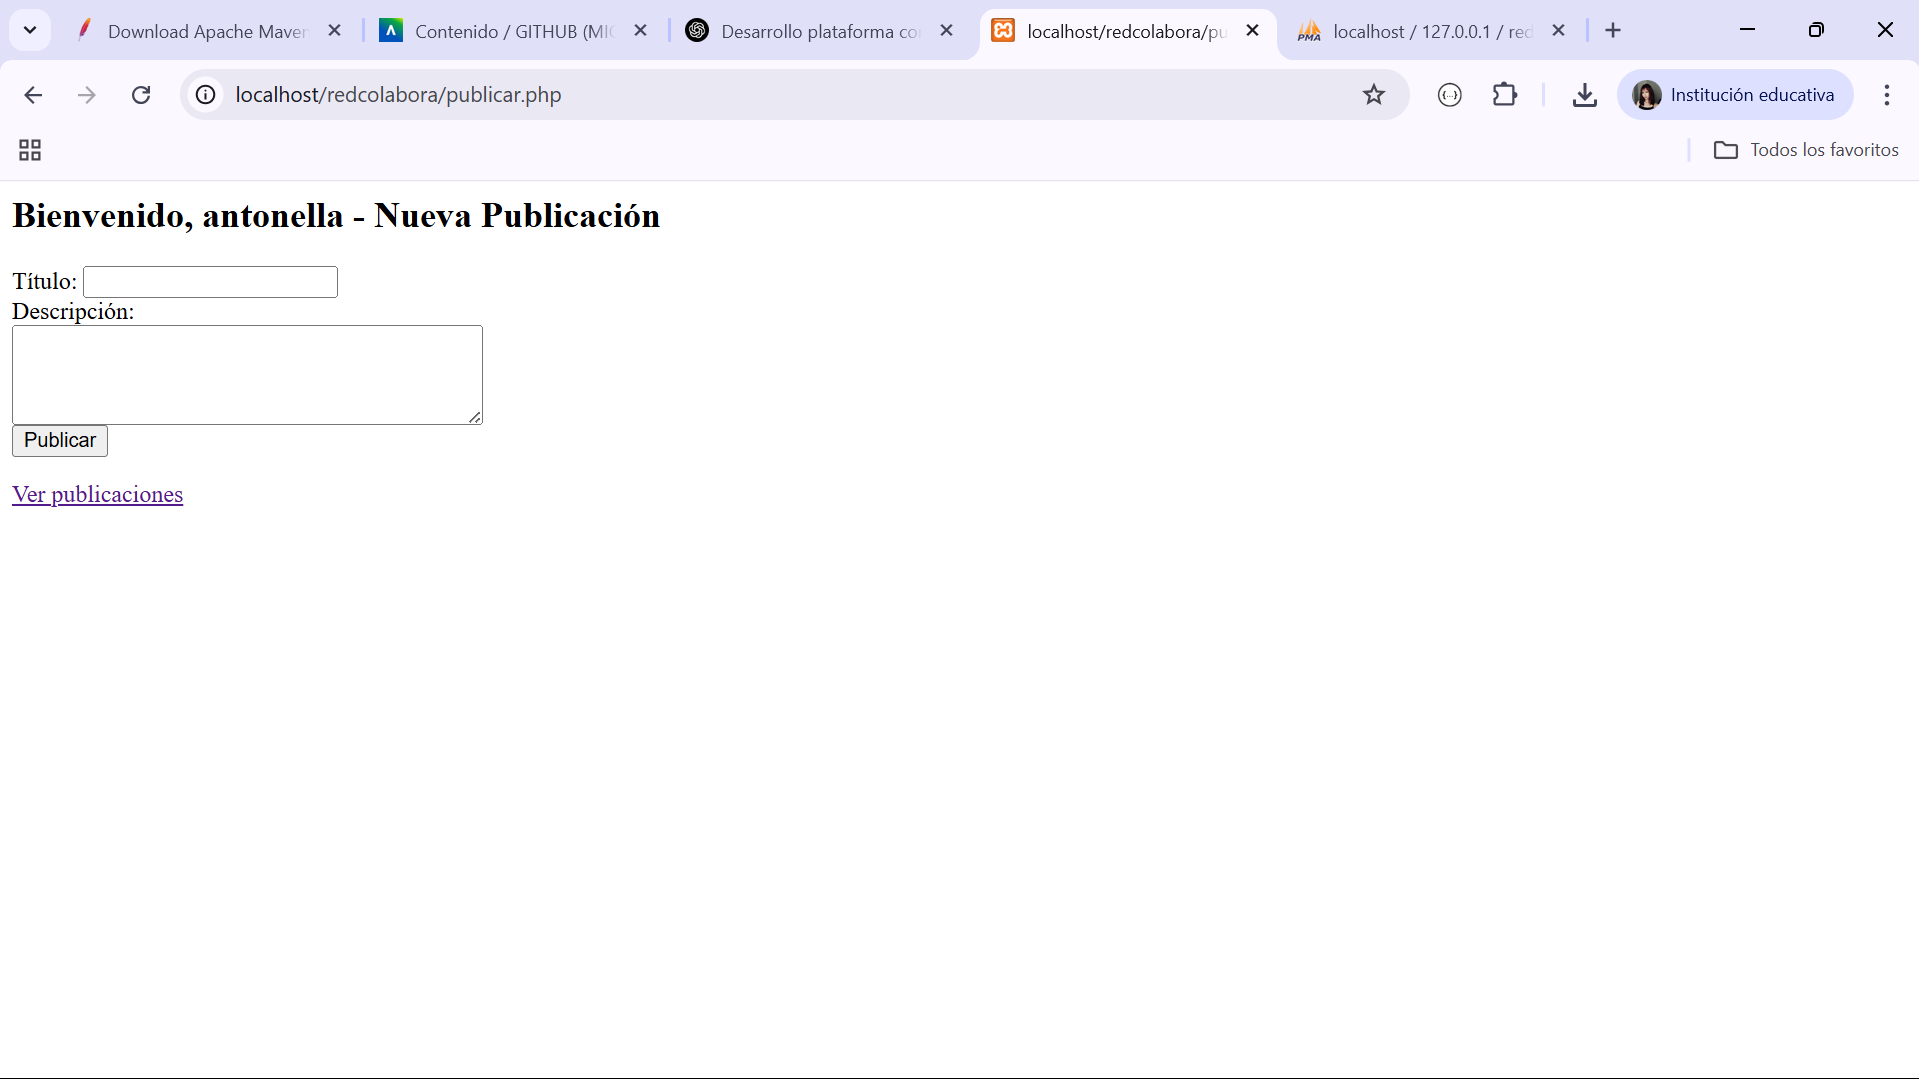 Download Apache Maven
Contenido / GITHUB (MIC
Desarrollo plataforma co
localhost/redcolabora/pu
PMA
localhost / 127.0.0.1 / red
localhost/redcolabora/publicar.php
{...}
Institución educativa
Todos los favoritos
Bienvenido, antonella - Nueva Publicación
Título:
Descripción:
Publicar
Ver publicaciones